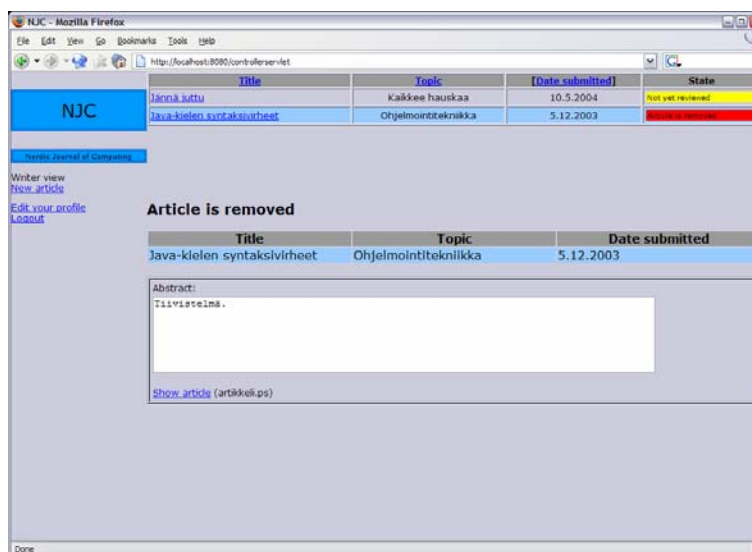 NJC - Mozilla Firefox
File Edit View Go Bookmarks Tools Help
http://localhost:8080/controllerservlet
Title Topic [Date submitted] State
Jännä juttu Kaikkee hauskaa 10.5.2004 Not yet reviewed
Java-kielen syntaksivirheet Ohjelmointitekniikka 5.12.2003 Article is removed
NJC
Nordic Journal of Computing
Writer view
New article
Edit your profile
Logout
Article is removed
Title Topic Date submitted
Java-kielen syntaksivirheet Ohjelmointitekniikka 5.12.2003
Abstract:
Tiivistelmä.
Show article (artikkeli.ps)
Done